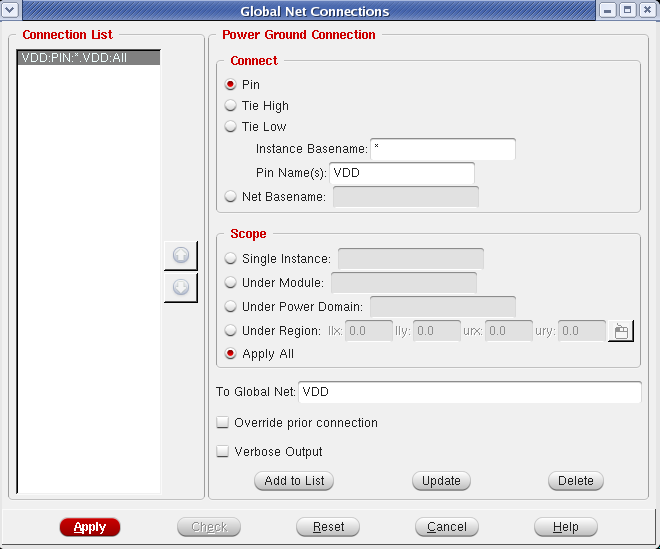 Global Net Connections
Connection List
VDD:PIN:*.VDD:All
Power Ground Connection
Connect
Pin
Tie High
Tie Low
Instance Basename: *
Pin Name(s): VDD
Net Basename:
Scope
Single Instance:
Under Module:
Under Power Domain:
Under Region: llx: 0.0 lly: 0.0 urx: 0.0 ury: 0.0
Apply All
To Global Net: VDD
Override prior connection
Verbose Output
Add to List Update Delete
Apply Check Reset Cancel Help